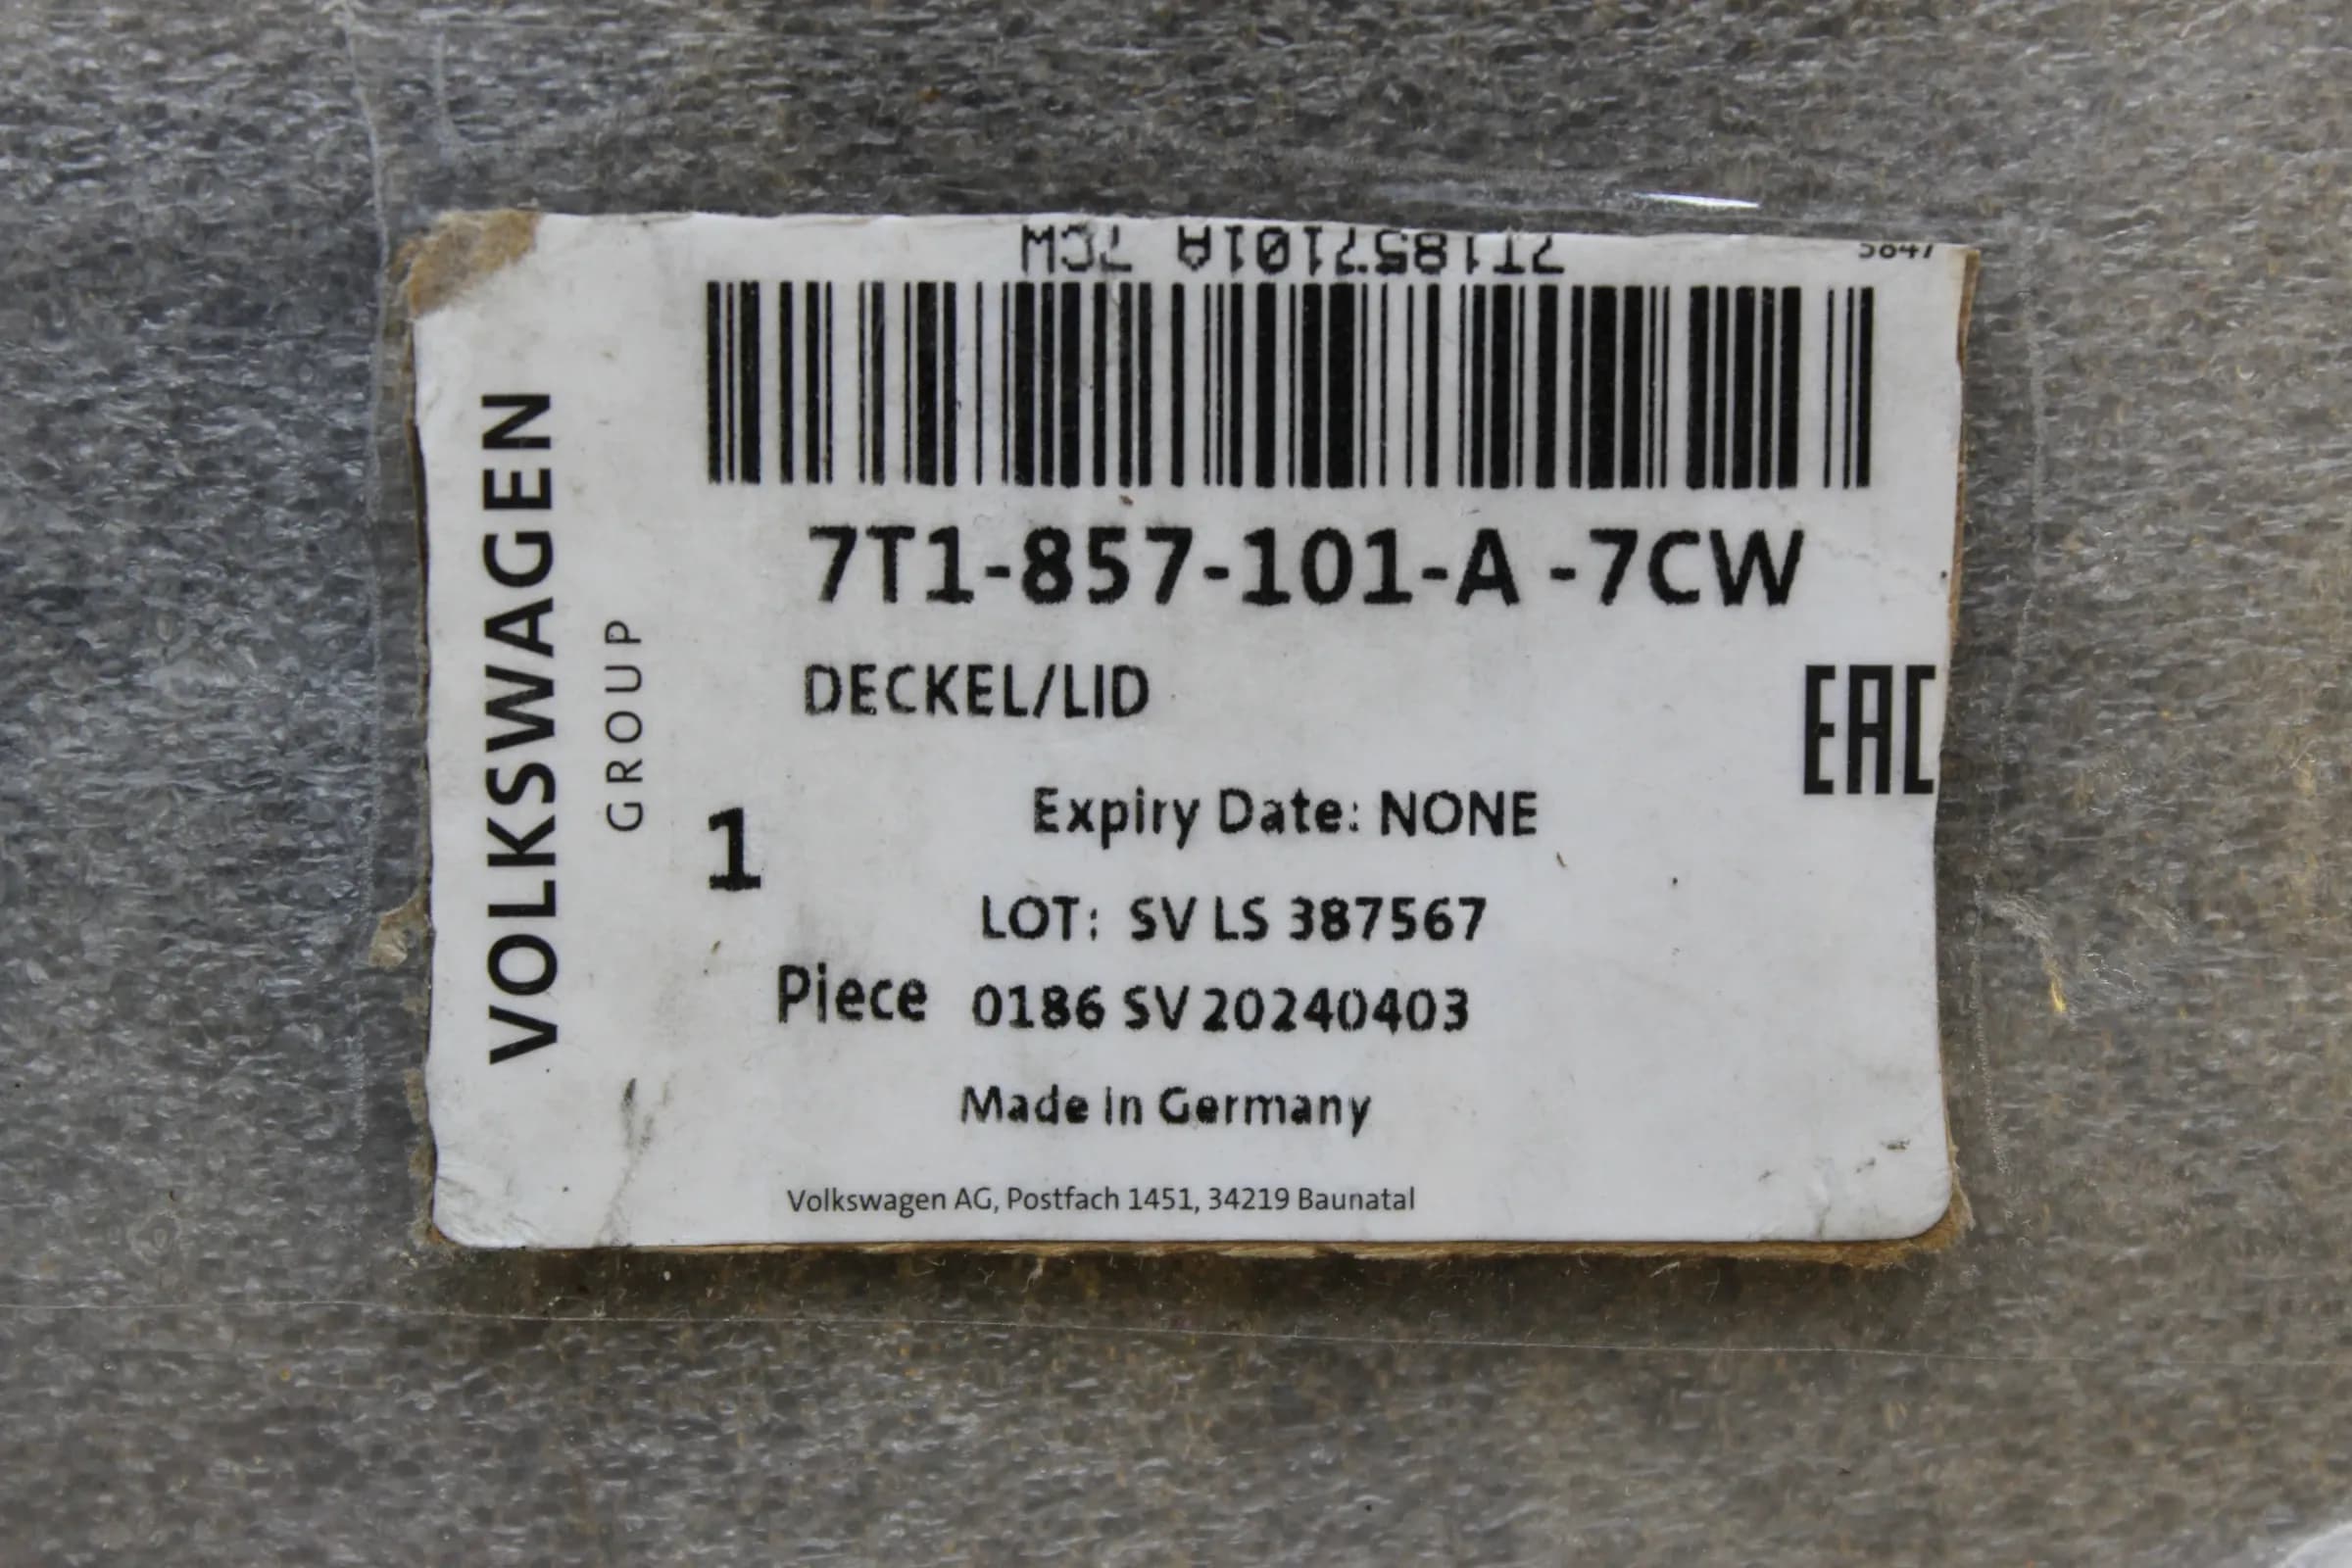 7T1857101A 7CW
5847
7T1-857-101-A -7CW
DECKEL/LID
EAC
VOLKSWAGEN
GROUP
1
Piece
Expiry Date: NONE
LOT: SV LS 387567
0186 SV 20240403
Made in Germany
Volkswagen AG, Postfach 1451, 34219 Baunatal